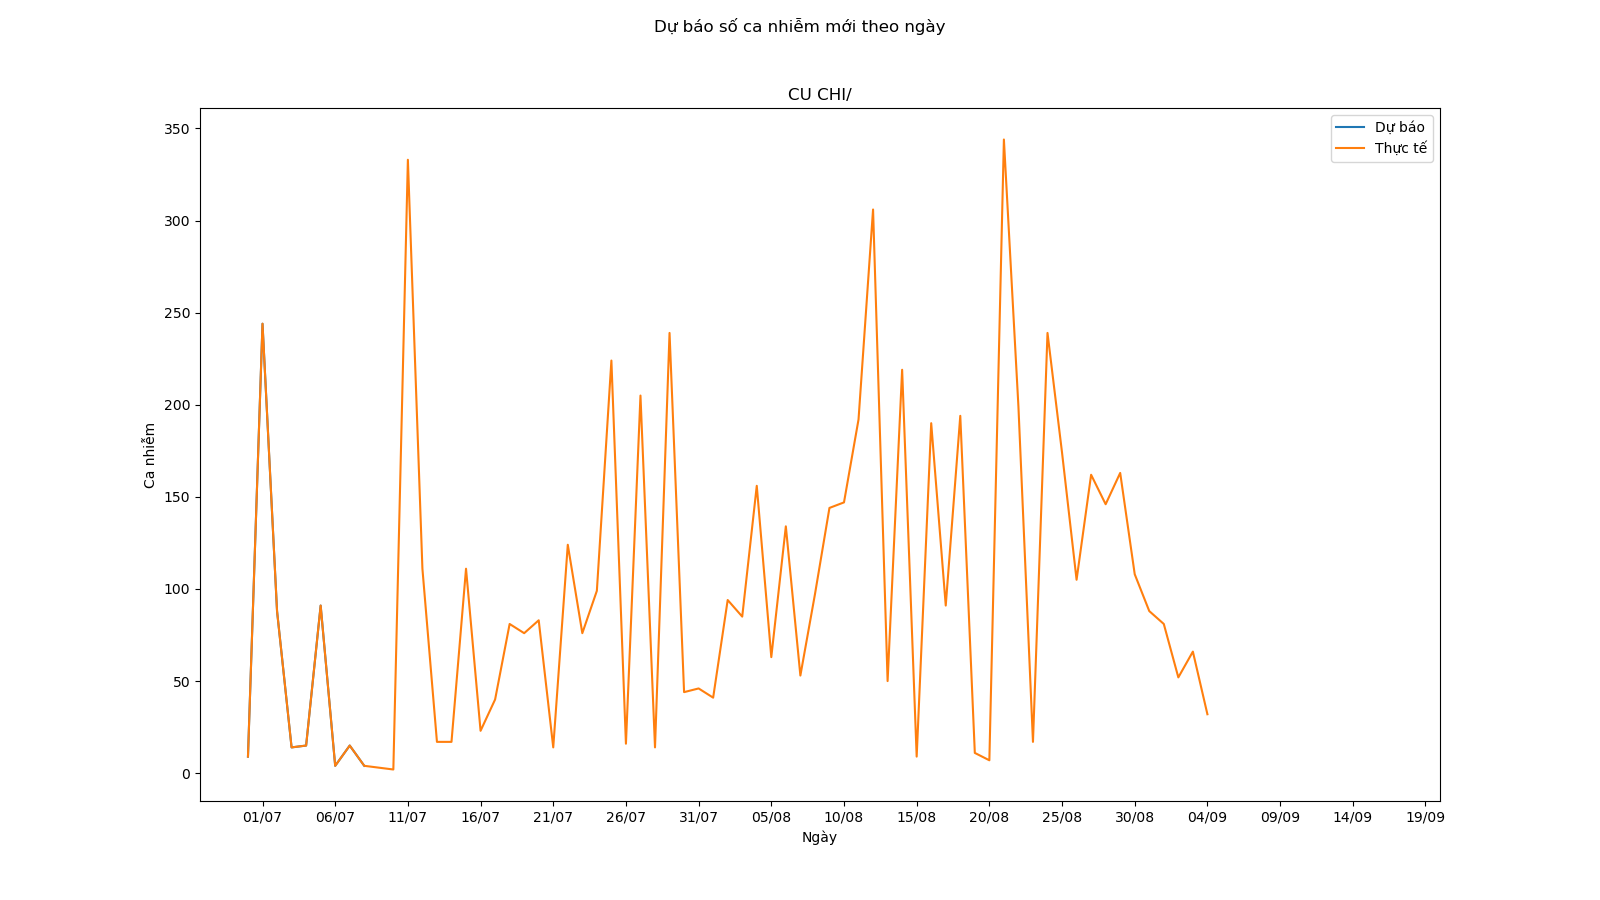 Dự báo số ca nhiễm mới theo ngày
CU CHI/
Dự báo
Thực tế
350
300
250
200
150
100
50
0
Ca nhiễm
01/07 06/07 11/07 16/07 21/07 26/07 31/07 05/08 10/08 15/08 20/08 25/08 30/08 04/09 09/09 14/09 19/09
Ngày